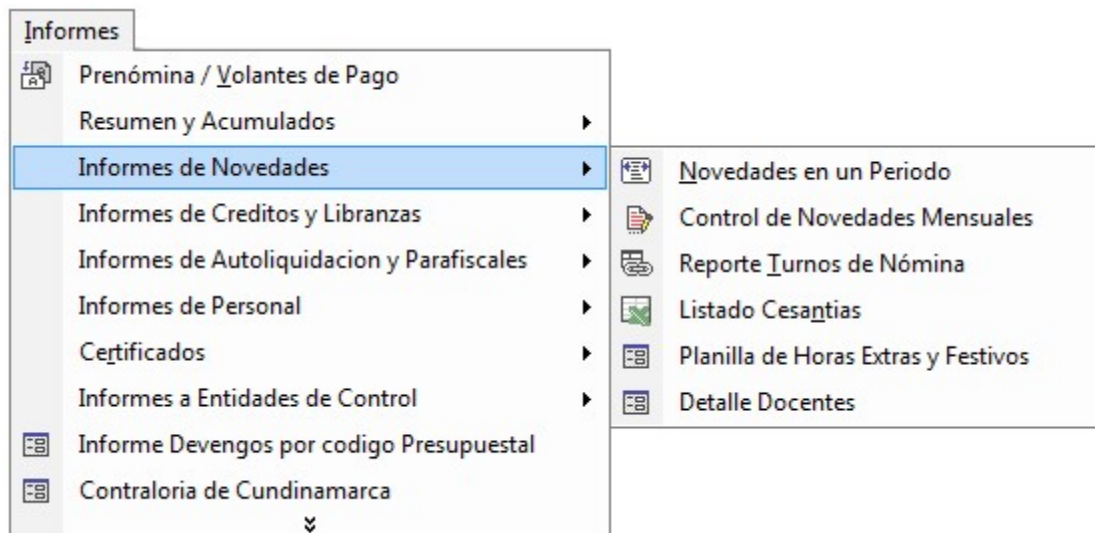 Informes
Prenómina / Volantes de Pago
Resumen y Acumulados
Informes de Novedades
Informes de Creditos y Libranzas
Informes de Autoliquidacion y Parafiscales
Informes de Personal
Certificados
Informes a Entidades de Control
Informe Devengos por codigo Presupuestal
Contraloria de Cundinamarca
Novedades en un Periodo
Control de Novedades Mensuales
Reporte Turnos de Nómina
Listado Cesantias
Planilla de Horas Extras y Festivos
Detalle Docentes